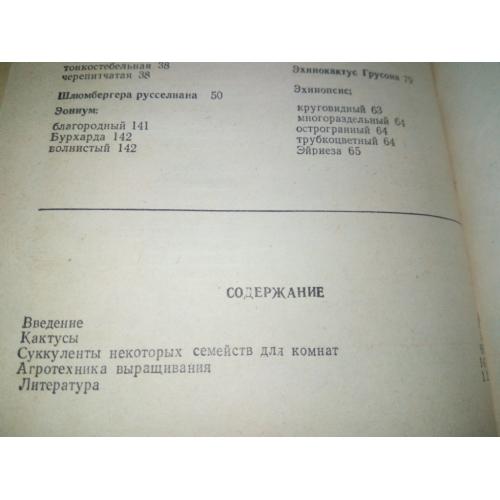 тонкостебельная 38
черепитчатая 38
Шлюмбергера русселиана 50
Эониум:
благородный 141
Бурхарда 142
волнистый 142
Эхинокактус Грусона 79
Эхинопсис:
круговидный 63
многораздельный 64
острогранный 64
трубкоцветный 64
Эйриеза 65
СОДЕРЖАНИЕ
Введение
Кактусы
Суккуленты некоторых семейств для комнат
Агротехника выращивания
Литература